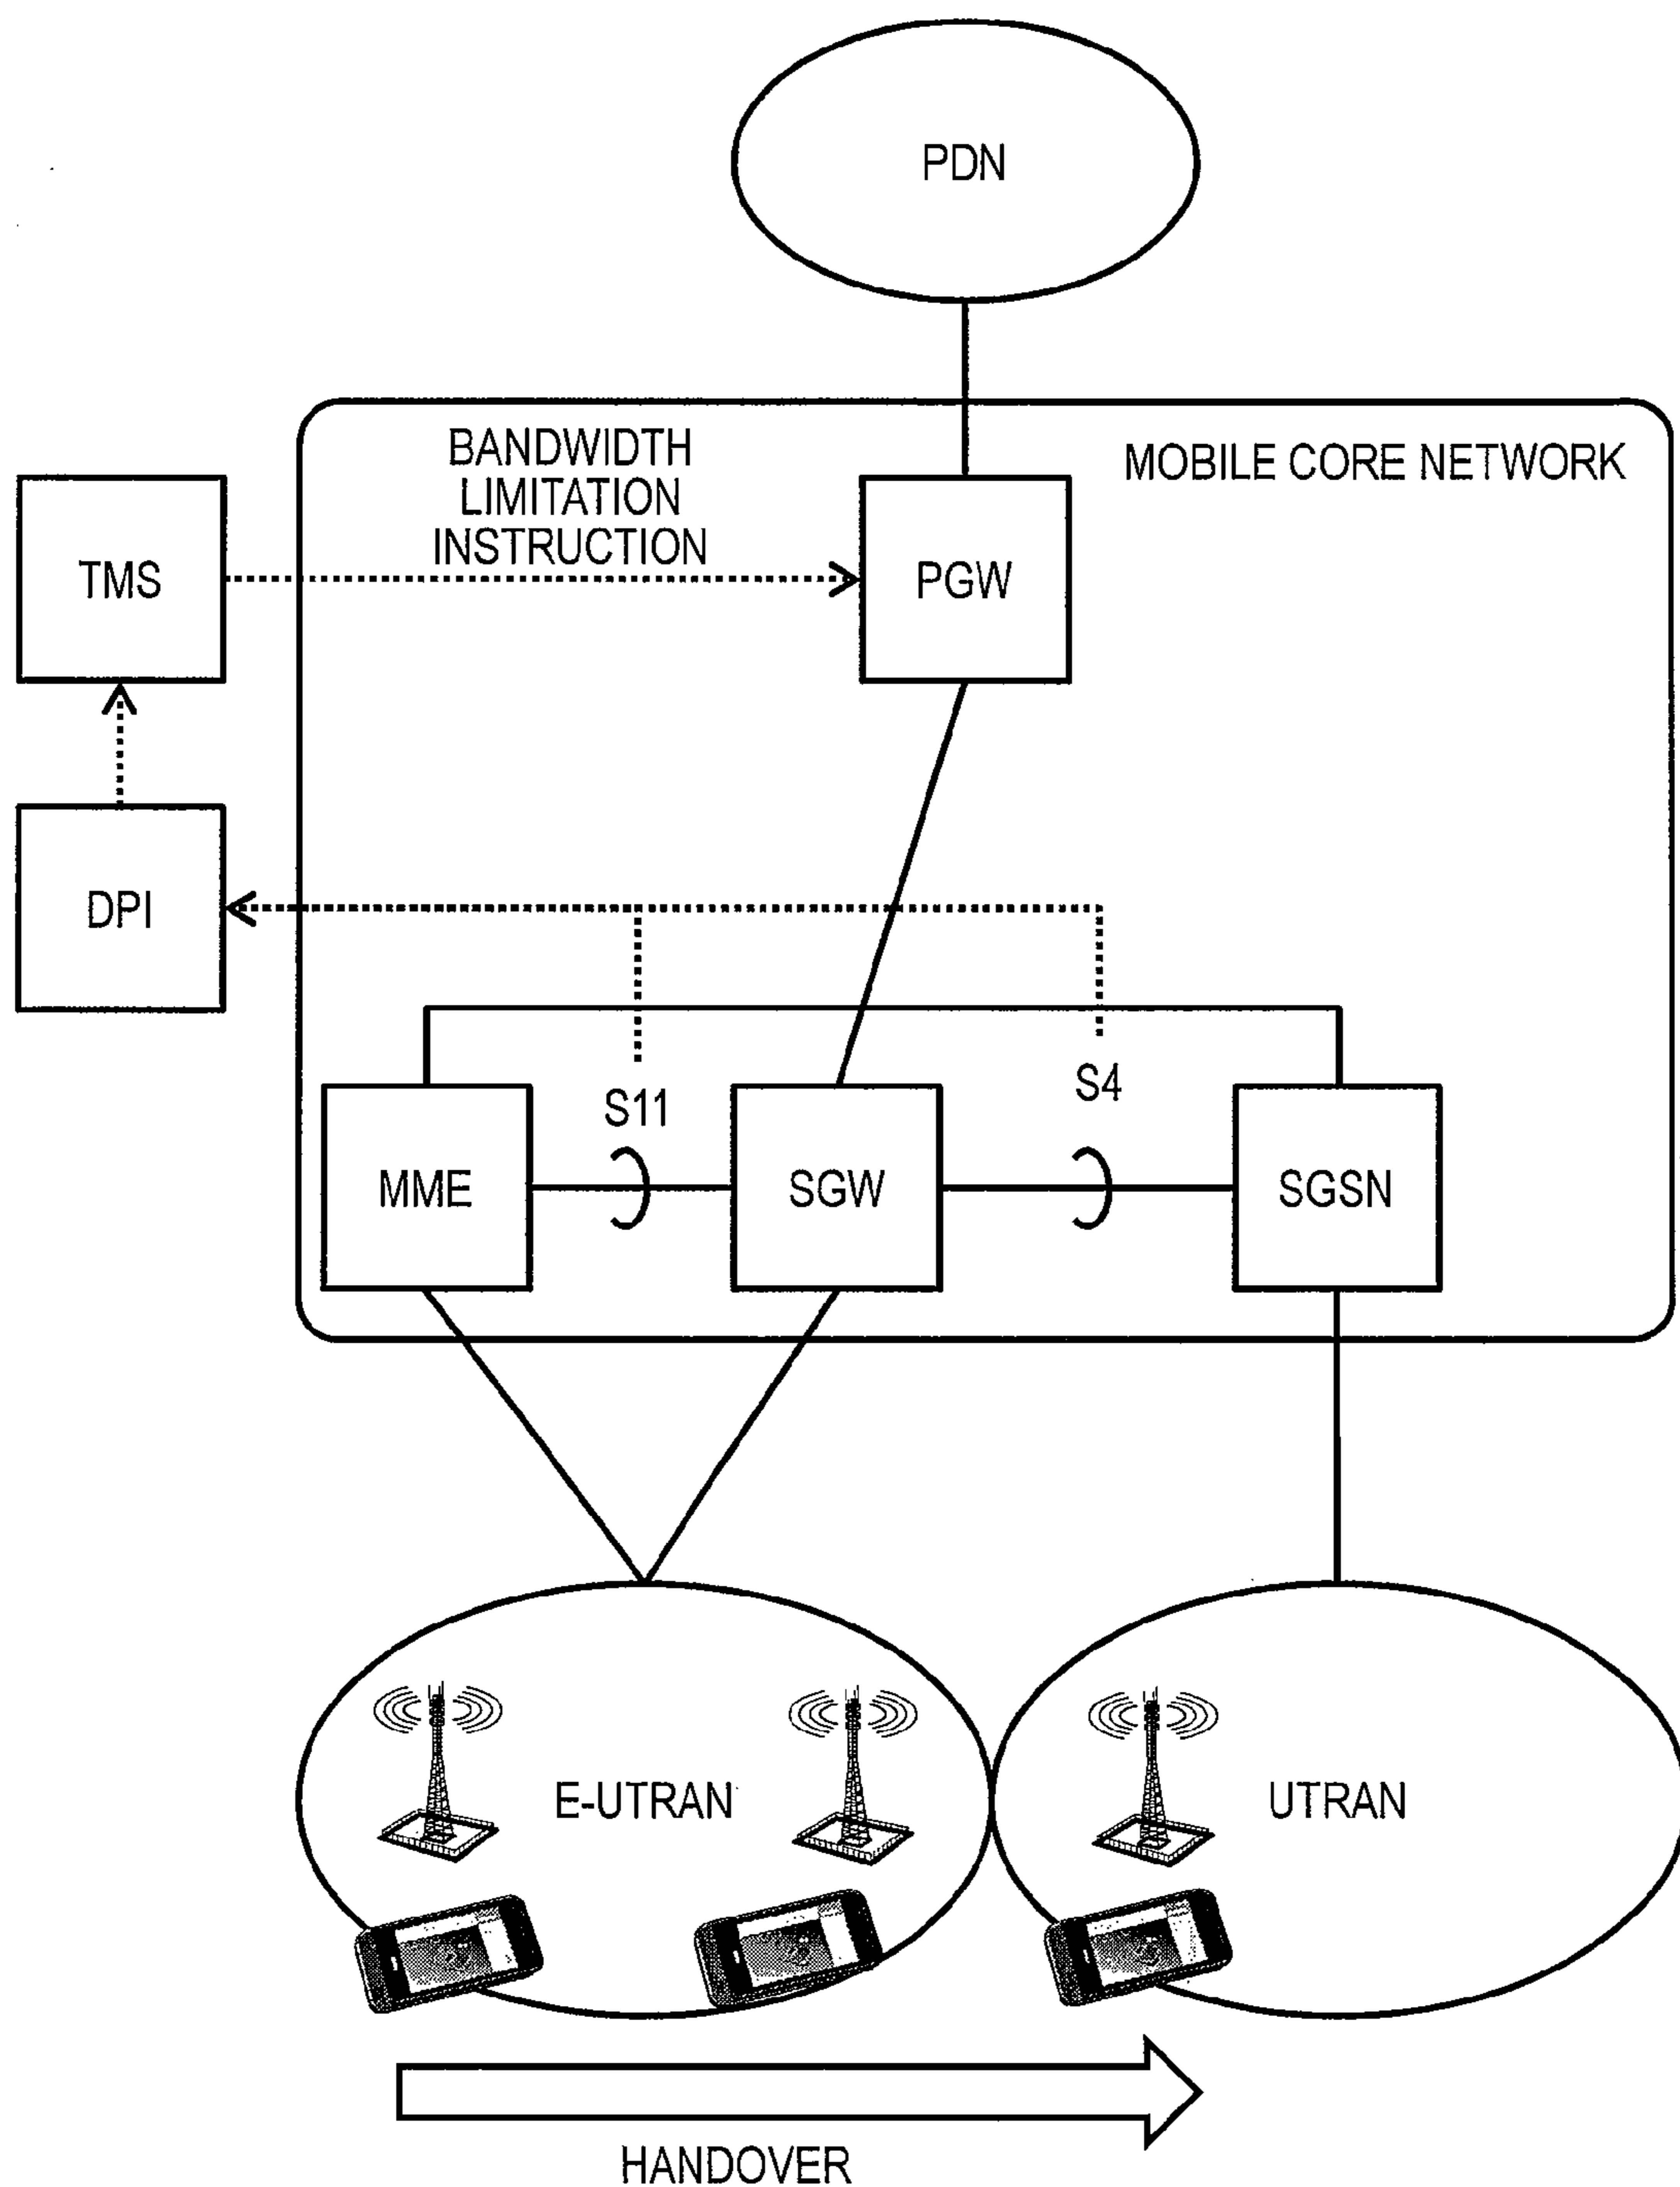 PDN
BANDWIDTH
LIMITATION
INSTRUCTION
MOBILE CORE NETWORK
TMS
PGW
DPI
S11
S4
MME
SGW
SGSN
E-UTRAN
UTRAN
HANDOVER